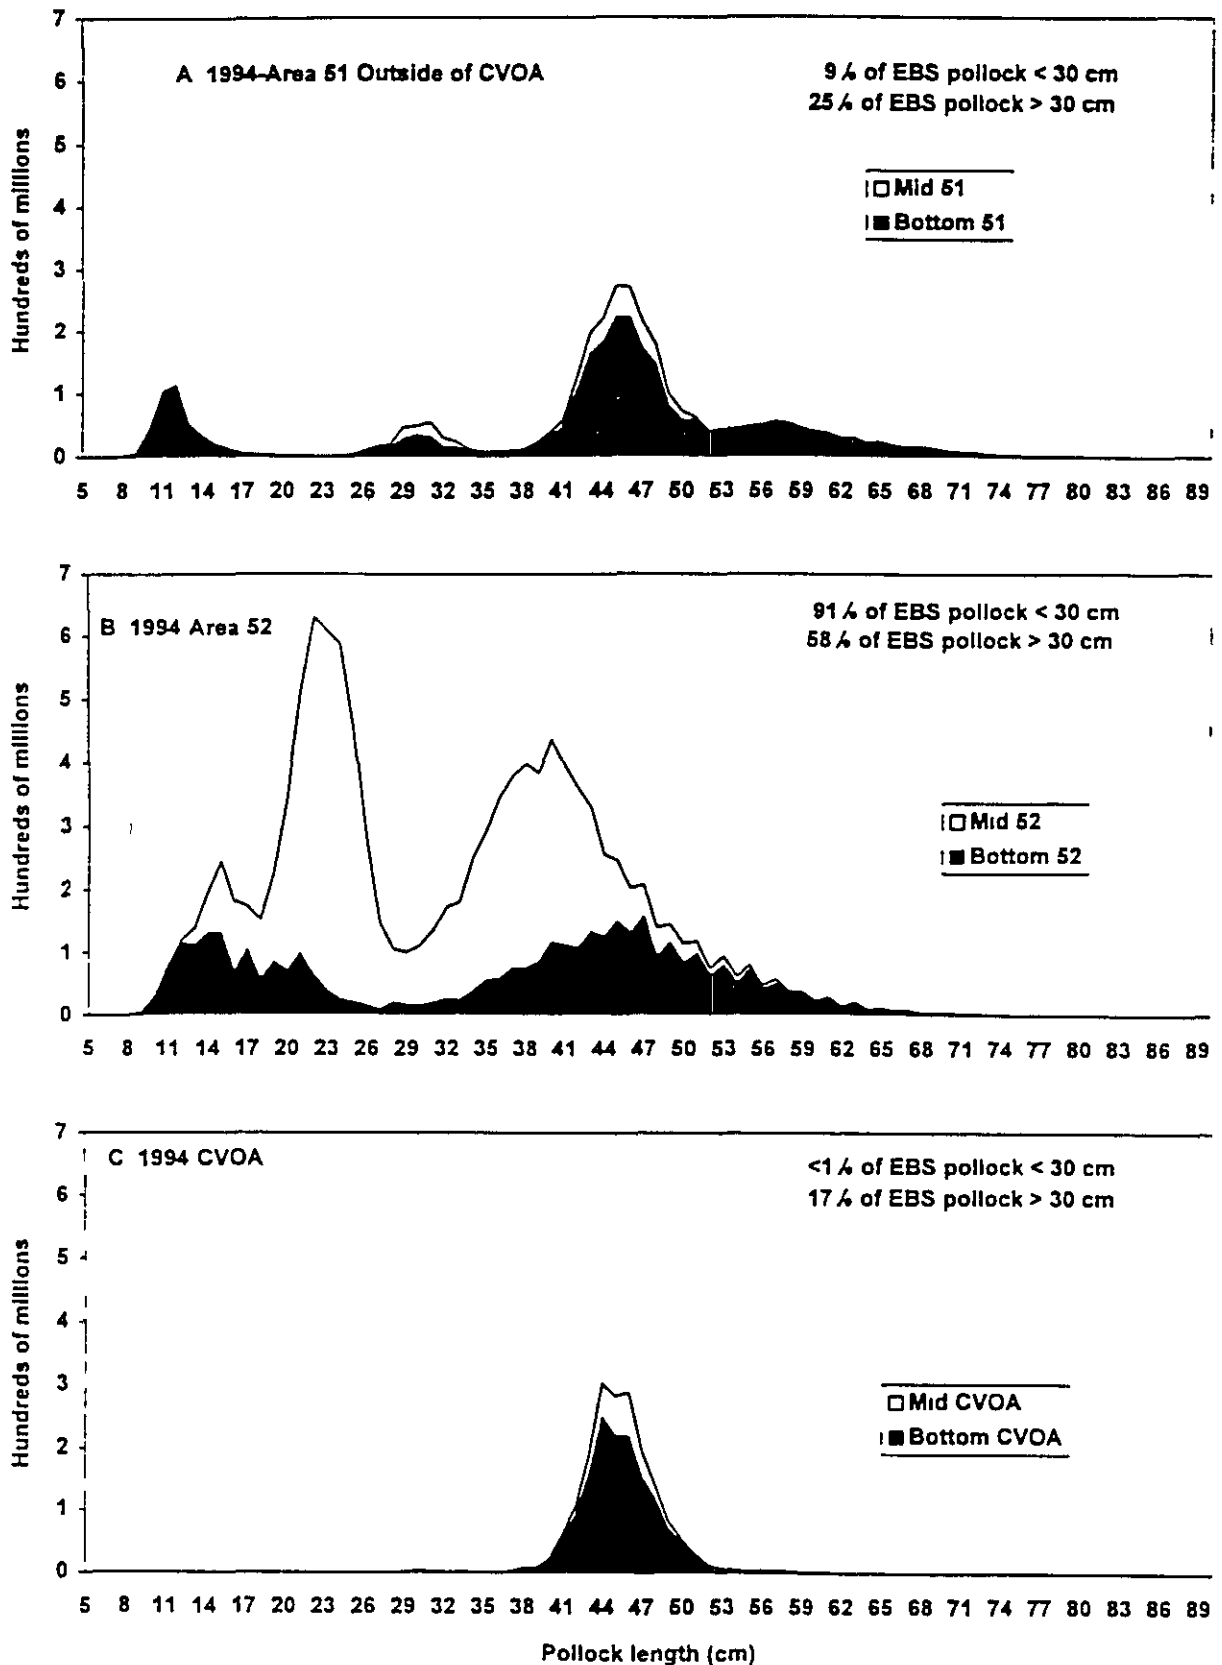 7
A 1994-Area 51 Outside of CVOA
9% of EBS pollock < 30 cm
25% of EBS pollock > 30 cm
6
5
Mid 51
Bottom 51
4
3
2
1
0
Hundreds of millions
5 8 11 14 17 20 23 26 29 32 35 38 41 44 47 50 53 56 59 62 65 68 71 74 77 80 83 86 89
7
B 1994 Area 52
91% of EBS pollock < 30 cm
58% of EBS pollock > 30 cm
6
5
4
Mid 52
Bottom 52
3
2
1
0
Hundreds of millions
5 8 11 14 17 20 23 26 29 32 35 38 41 44 47 50 53 56 59 62 65 68 71 74 77 80 83 86 89
7
C 1994 CVOA
<1% of EBS pollock < 30 cm
17% of EBS pollock > 30 cm
6
5
4
3
Mid CVOA
Bottom CVOA
2
1
0
Hundreds of millions
5 8 11 14 17 20 23 26 29 32 35 38 41 44 47 50 53 56 59 62 65 68 71 74 77 80 83 86 89
Pollock length (cm)